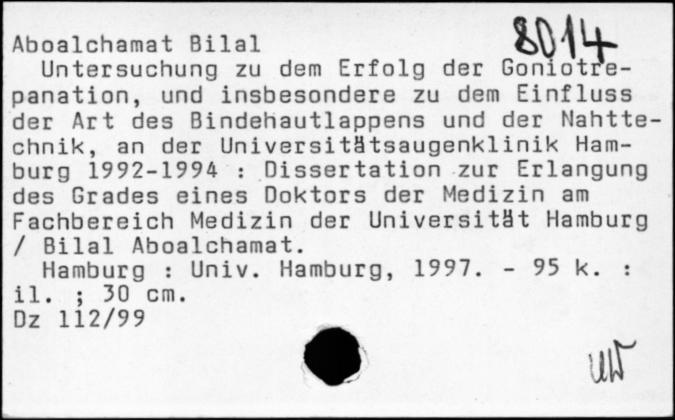 8014
Aboalchamat Bilal
Untersuchung zu dem Erfolg der Goniotre-
panation, und insbesondere zu dem Einfluss
der Art des Bindehautlappens und der Nahtte-
chnik, an der Universitätsaugenklinik Ham-
burg 1992-1994 : Dissertation zur Erlangung
des Grades eines Doktors der Medizin am
Fachbereich Medizin der Universität Hamburg
/ Bilal Aboalchamat.
Hamburg : Univ. Hamburg, 1997. - 95 k. :
il. ; 30 cm.
Dz 112/99
UW